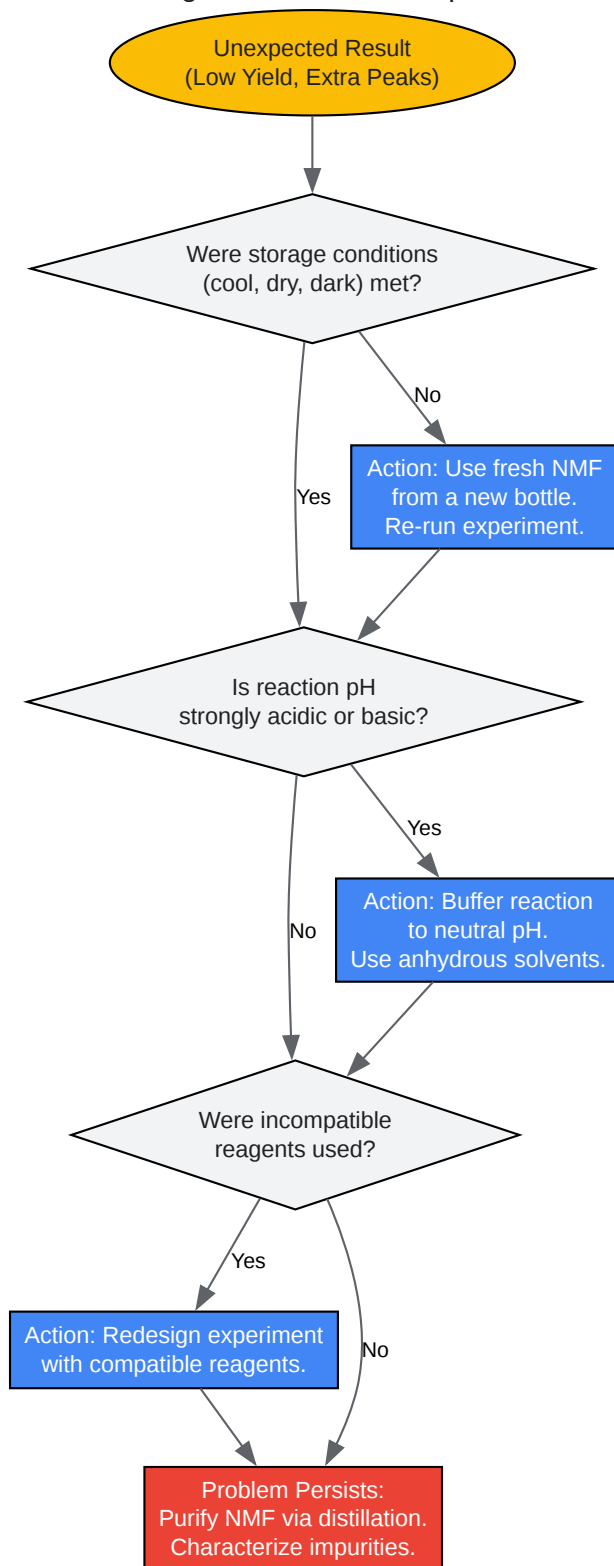 Unexpected Result
(Low Yield, Extra Peaks)
Were storage conditions
(cool, dry, dark) met?
No
Yes
Action: Use fresh NMF
from a new bottle.
Re-run experiment.
Is reaction pH
strongly acidic or basic?
Yes
No
Action: Buffer reaction
to neutral pH.
Use anhydrous solvents.
Were incompatible
reagents used?
Yes
No
Action: Redesign experiment
with compatible reagents.
Problem Persists:
Purify NMF via distillation.
Characterize impurities.